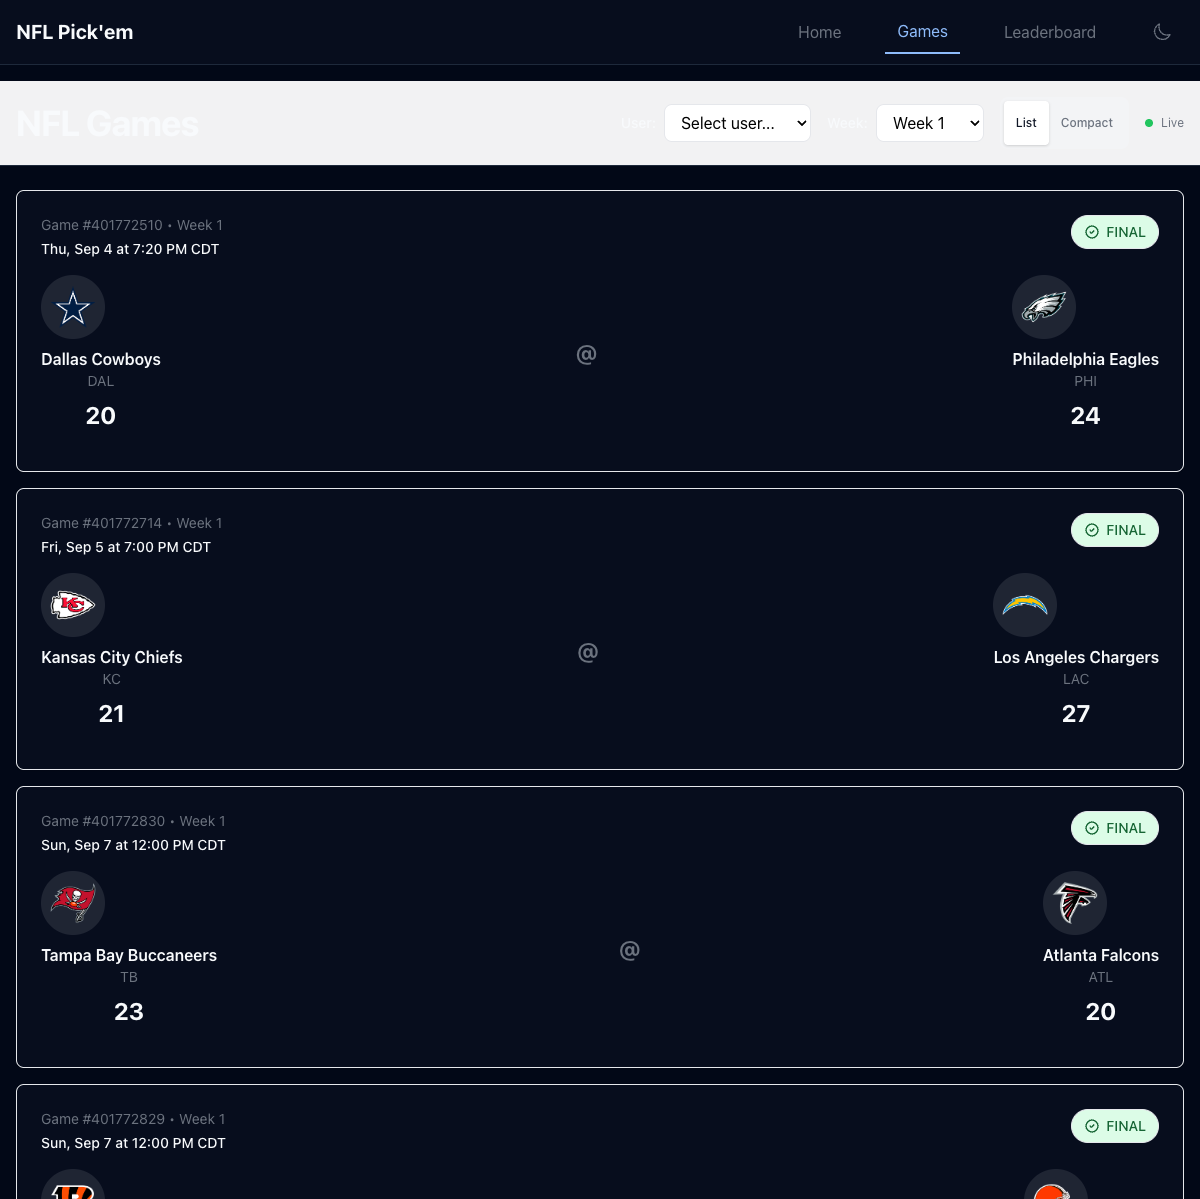 NFL Pick'em
Home Games Leaderboard
NFL Games
User: Select user... Week: Week 1 List Compact Live
Game #401772510 • Week 1
Thu, Sep 4 at 7:20 PM CDT
FINAL
Dallas Cowboys
DAL
20
@
Philadelphia Eagles
PHI
24
Game #401772714 • Week 1
Fri, Sep 5 at 7:00 PM CDT
FINAL
Kansas City Chiefs
KC
21
@
Los Angeles Chargers
LAC
27
Game #401772830 • Week 1
Sun, Sep 7 at 12:00 PM CDT
FINAL
Tampa Bay Buccaneers
TB
23
@
Atlanta Falcons
ATL
20
Game #401772829 • Week 1
Sun, Sep 7 at 12:00 PM CDT
FINAL